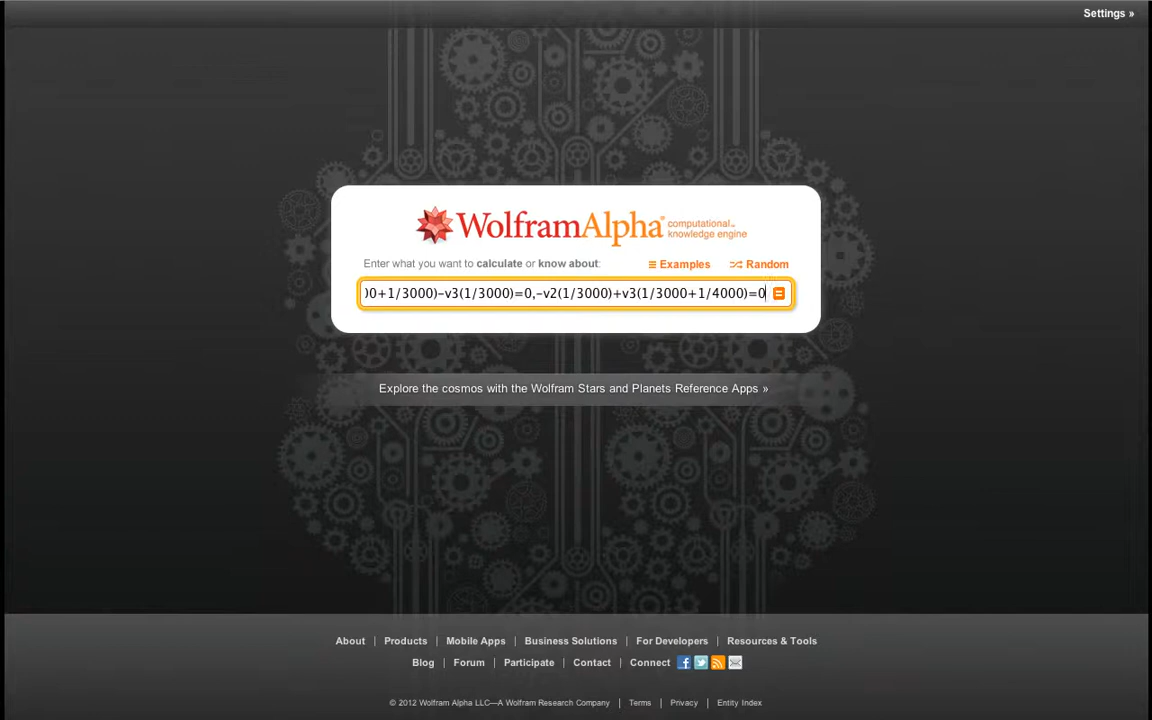 Settings »
WolframAlpha® computational™ knowledge engine
Enter what you want to calculate or know about: Examples Random
00+1/3000)-v3(1/3000)=0,-v2(1/3000)+v3(1/3000+1/4000)=0
Explore the cosmos with the Wolfram Stars and Planets Reference Apps »
About | Products | Mobile Apps | Business Solutions | For Developers | Resources & Tools
Blog | Forum | Participate | Contact | Connect
© 2012 Wolfram Alpha LLC—A Wolfram Research Company | Terms | Privacy | Entity Index